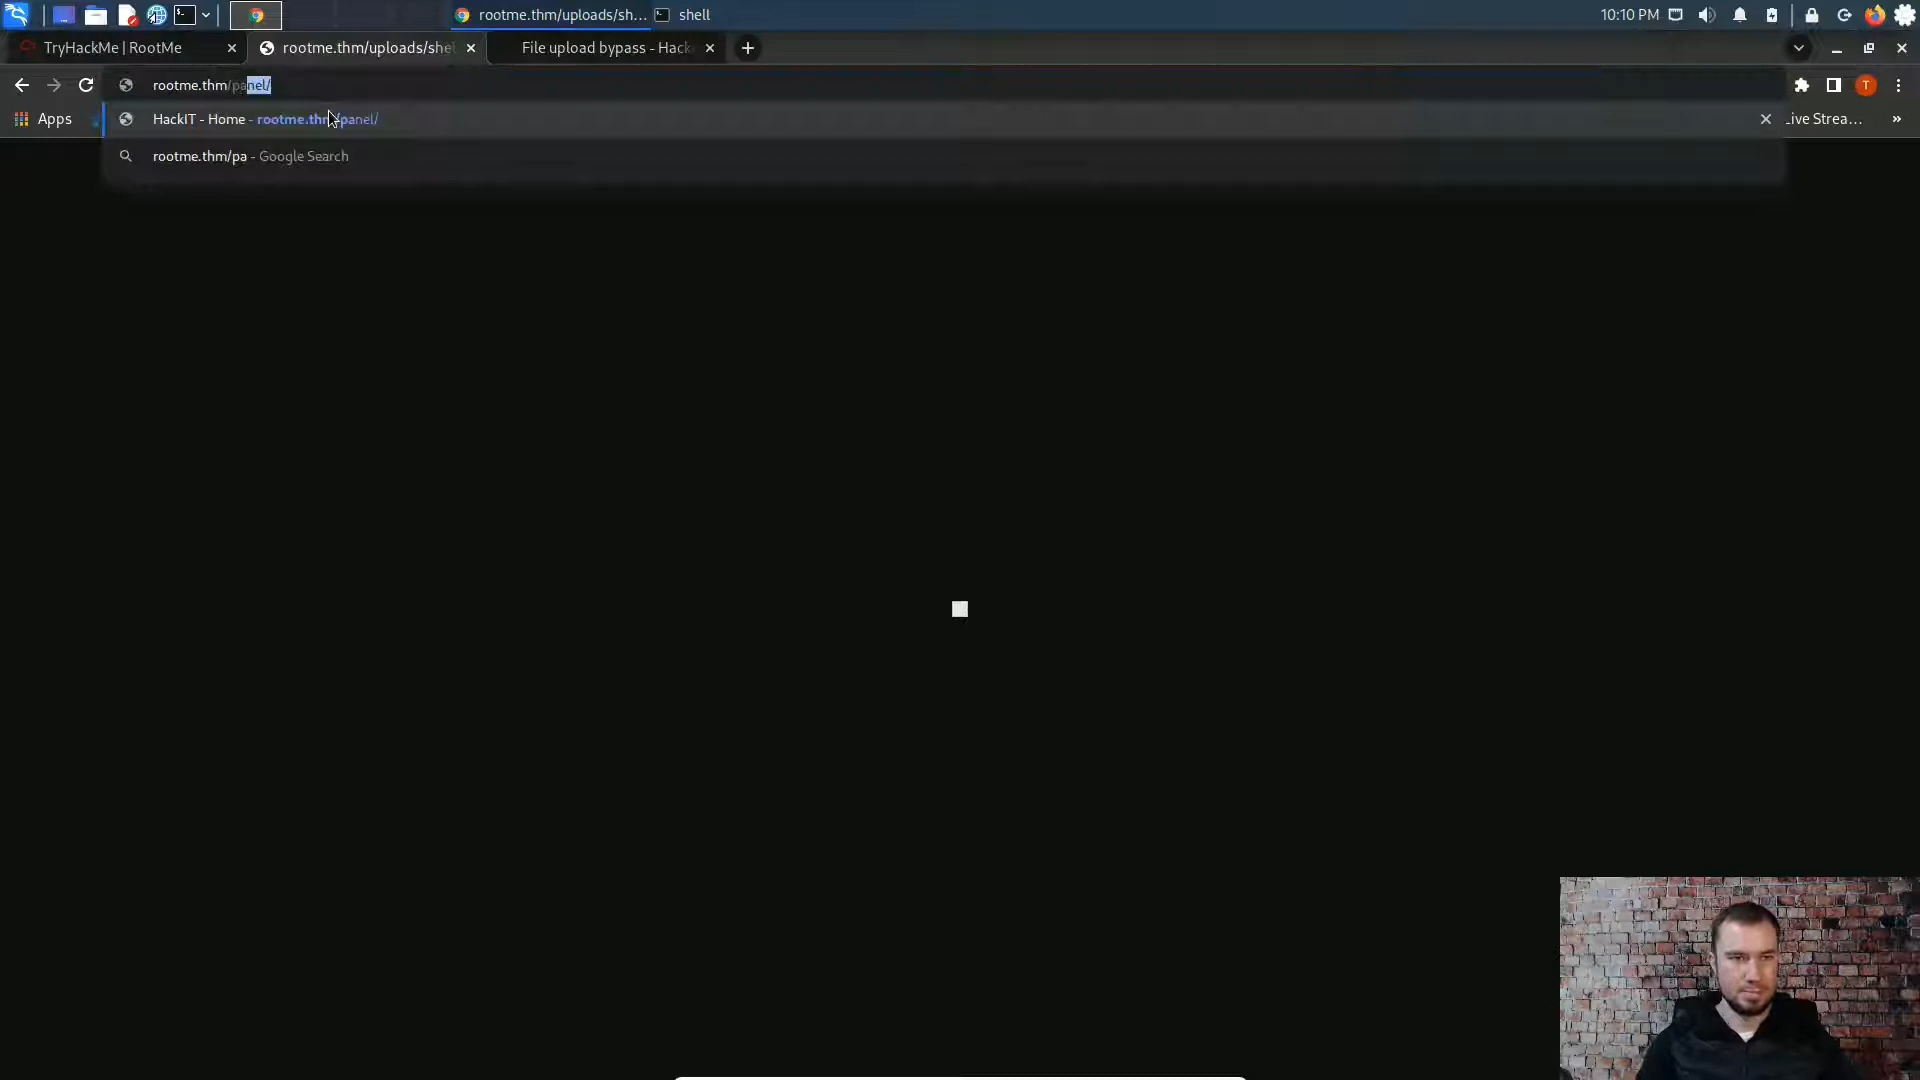 rootme.thm/uploads/sh... shell 10:10 PM
TryHackMe | RootMe rootme.thm/uploads/shel File upload bypass - Hack
rootme.thm/panel/
Apps HackIT - Home - rootme.thm/panel/ Live Strea... »
rootme.thm/pa - Google Search